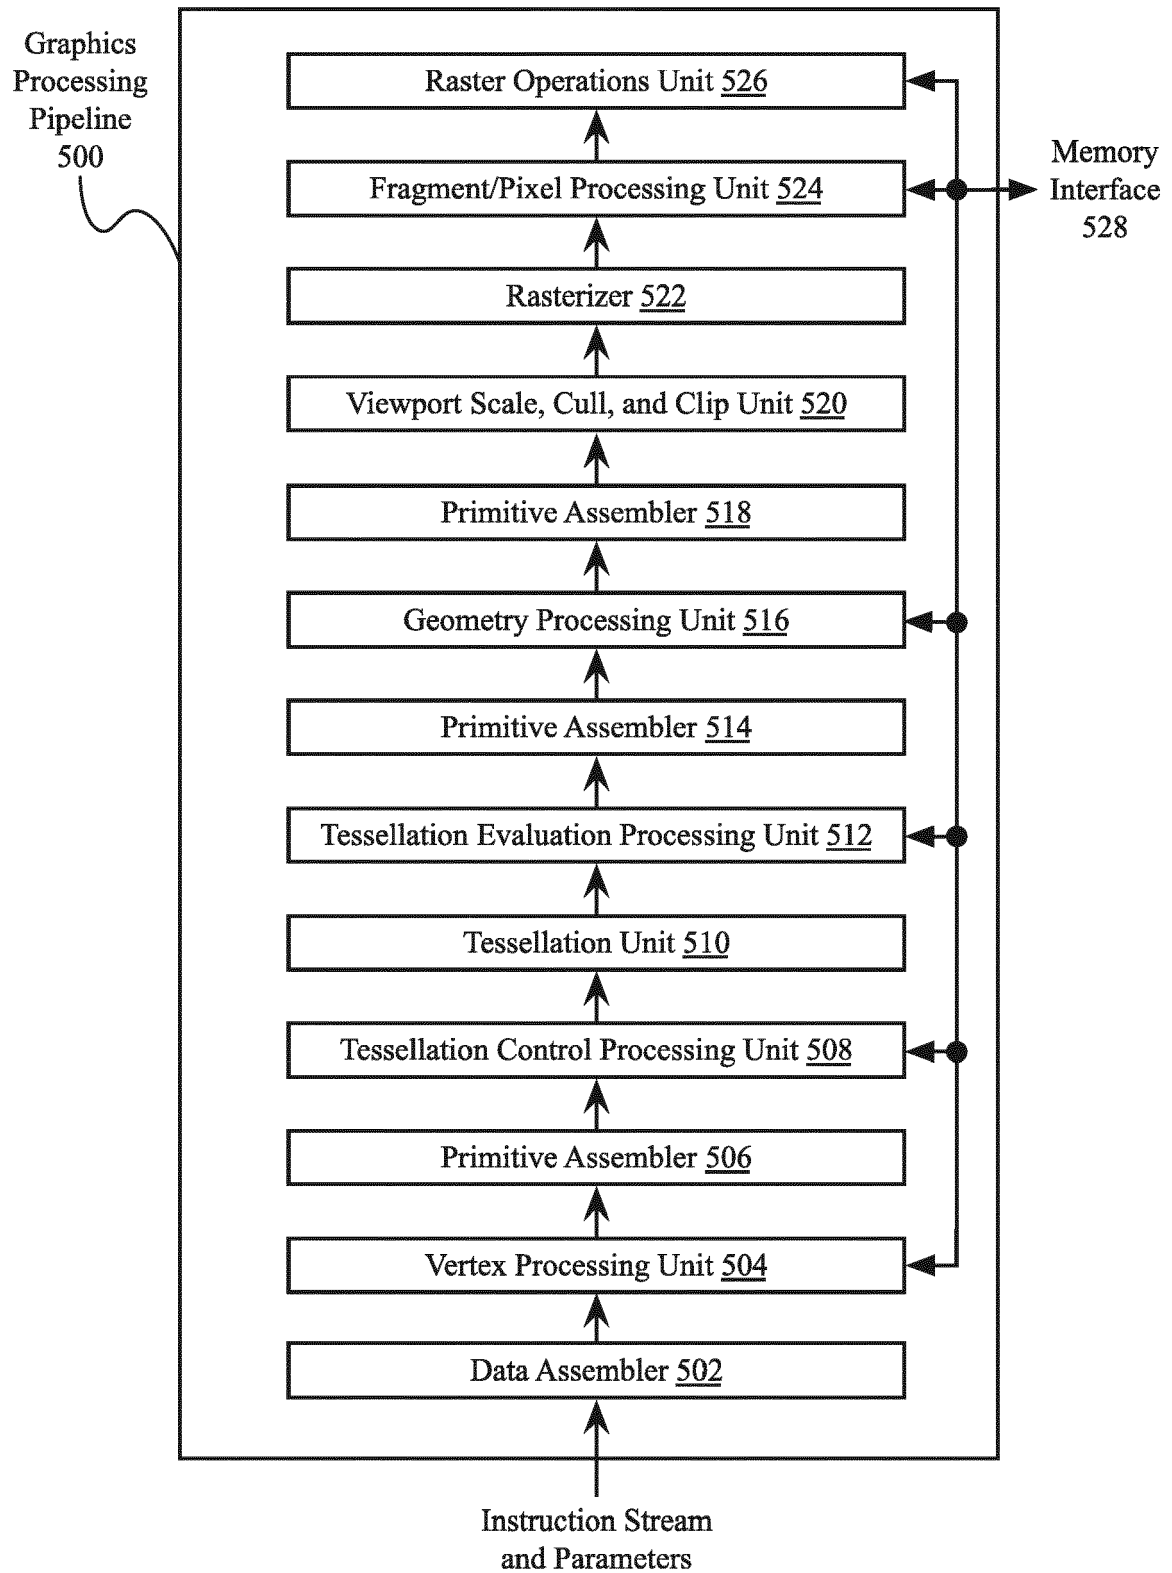 Graphics
Processing
Pipeline
500
Raster Operations Unit 526
Fragment/Pixel Processing Unit 524
Memory
Interface
528
Rasterizer 522
Viewport Scale, Cull, and Clip Unit 520
Primitive Assembler 518
Geometry Processing Unit 516
Primitive Assembler 514
Tessellation Evaluation Processing Unit 512
Tessellation Unit 510
Tessellation Control Processing Unit 508
Primitive Assembler 506
Vertex Processing Unit 504
Data Assembler 502
Instruction Stream
and Parameters